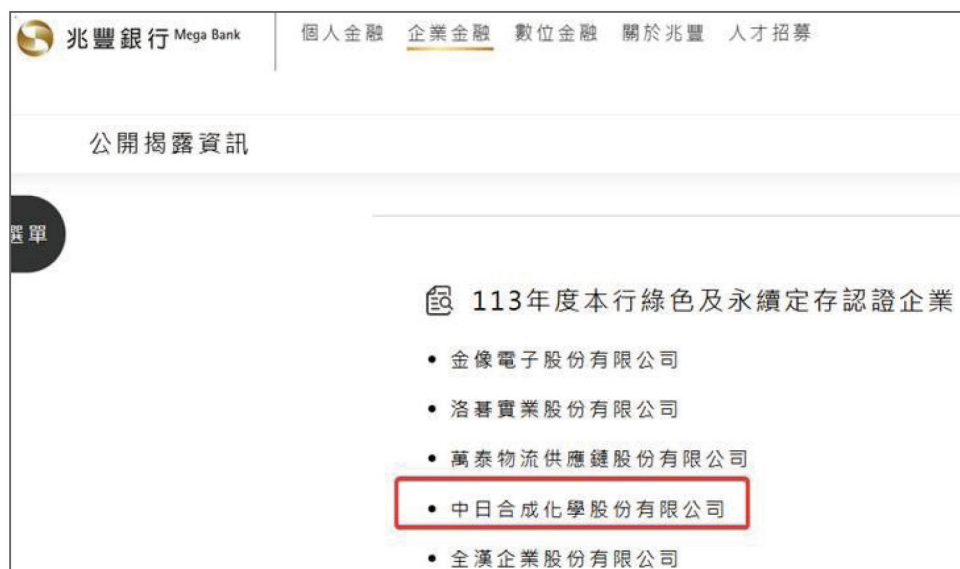 兆豐銀行 Mega Bank
個人金融 企業金融 數位金融 關於兆豐 人才招募
公開揭露資訊
選單
113年度本行綠色及永續定存認證企業
• 金像電子股份有限公司
• 洛碁實業股份有限公司
• 萬泰物流供應鏈股份有限公司
• 中日合成化學股份有限公司
• 全漢企業股份有限公司